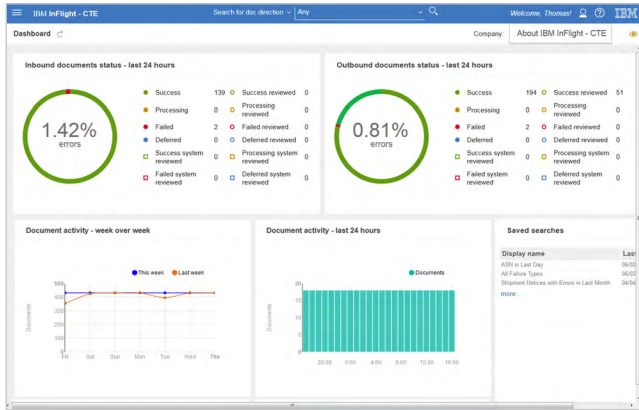 IBM InFlight - CTE
Search for doc direction
Any
Welcome, Thomas!
IBM
Dashboard
Company:
About IBM InFlight - CTE
Inbound documents status - last 24 hours
1.42%
errors
Success 139
Success reviewed 0
Processing 0
Processing reviewed 0
Failed 2
Failed reviewed 0
Deferred 0
Deferred reviewed 0
Success system reviewed 0
Processing system reviewed 0
Failed system reviewed 0
Deferred system reviewed 0
Outbound documents status - last 24 hours
0.81%
errors
Success 194
Success reviewed 51
Processing 0
Processing reviewed 0
Failed 2
Failed reviewed 0
Deferred 0
Deferred reviewed 0
Success system reviewed 0
Processing system reviewed 0
Failed system reviewed 0
Deferred system reviewed 0
Document activity - week over week
This week
Last week
Documents
500
400
300
200
100
0
Fri Sat Sun Mon Tue Wed Thu
Document activity - last 24 hours
Documents
Documents
20
15
10
5
0
20:00 0:00 4:00 8:00 12:00 16:00
Saved searches
Display name Last
ASN in Last Day 06/02
All Failure Types 06/02
Shipment Notices with Errors in Last Month 04/04
more...